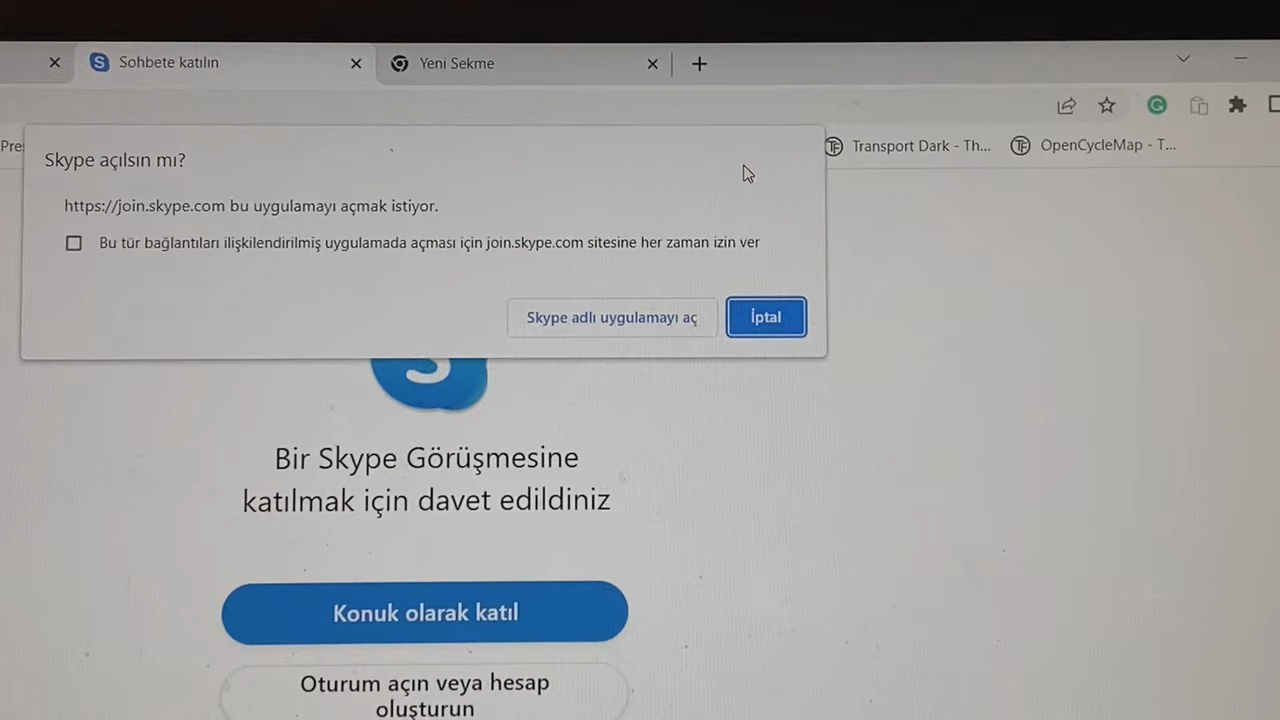 Sohbete katılın
Yeni Sekme
Transport Dark - Th...
OpenCycleMap - T...
Skype açılsın mı?
https://join.skype.com bu uygulamayı açmak istiyor.
Bu tür bağlantıları ilişkilendirilmiş uygulamada açması için join.skype.com sitesine her zaman izin ver
Skype adlı uygulamayı aç
İptal
Bir Skype Görüşmesine
katılmak için davet edildiniz
Konuk olarak katıl
Oturum açın veya hesap
oluşturun